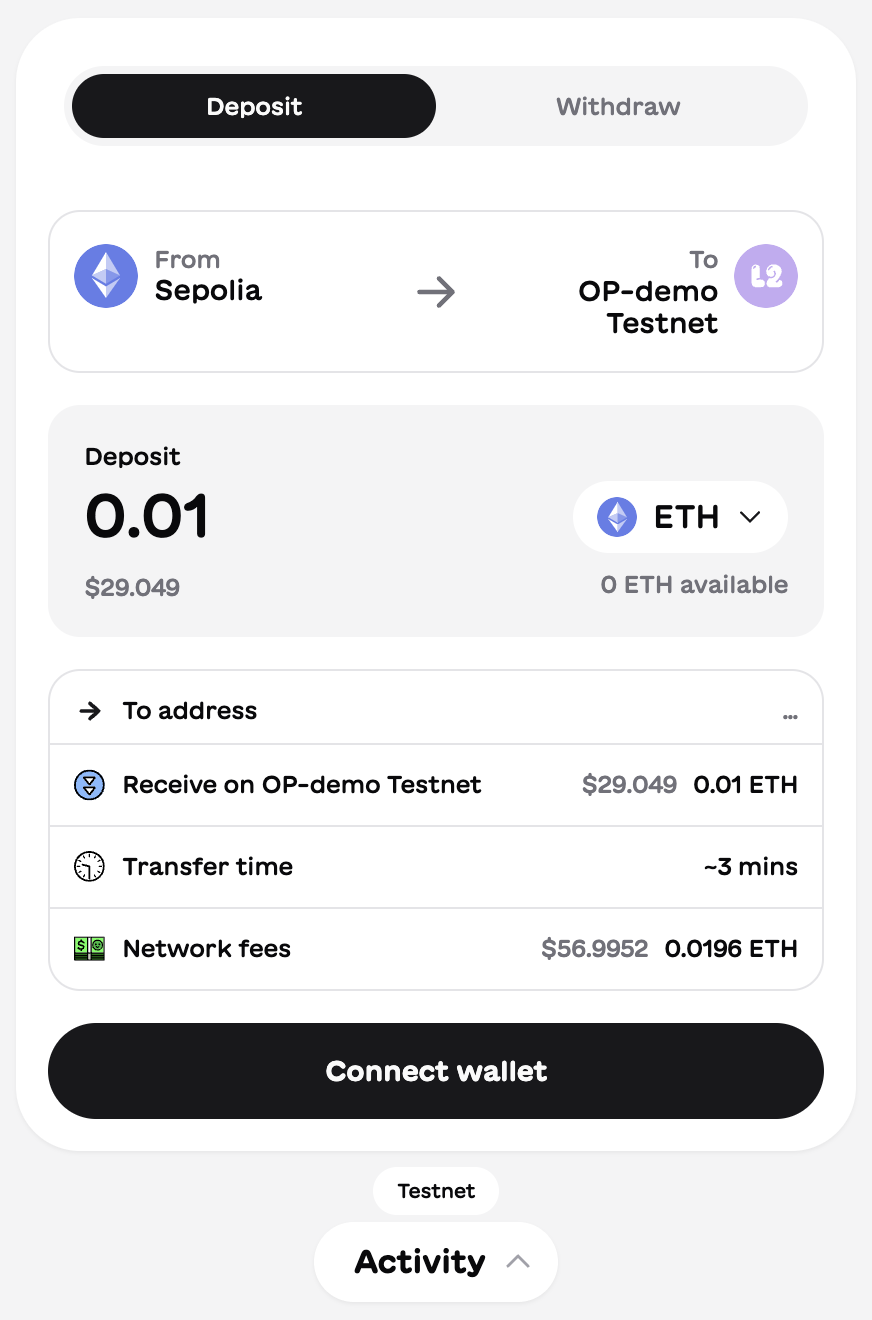 Deposit
Withdraw
From
Sepolia
To
OP-demo
Testnet
L2
Deposit
0.01
ETH
$29.049
0 ETH available
To address
...
Receive on OP-demo Testnet
$29.049 0.01 ETH
Transfer time
~3 mins
Network fees
$56.9952 0.0196 ETH
Connect wallet
Testnet
Activity